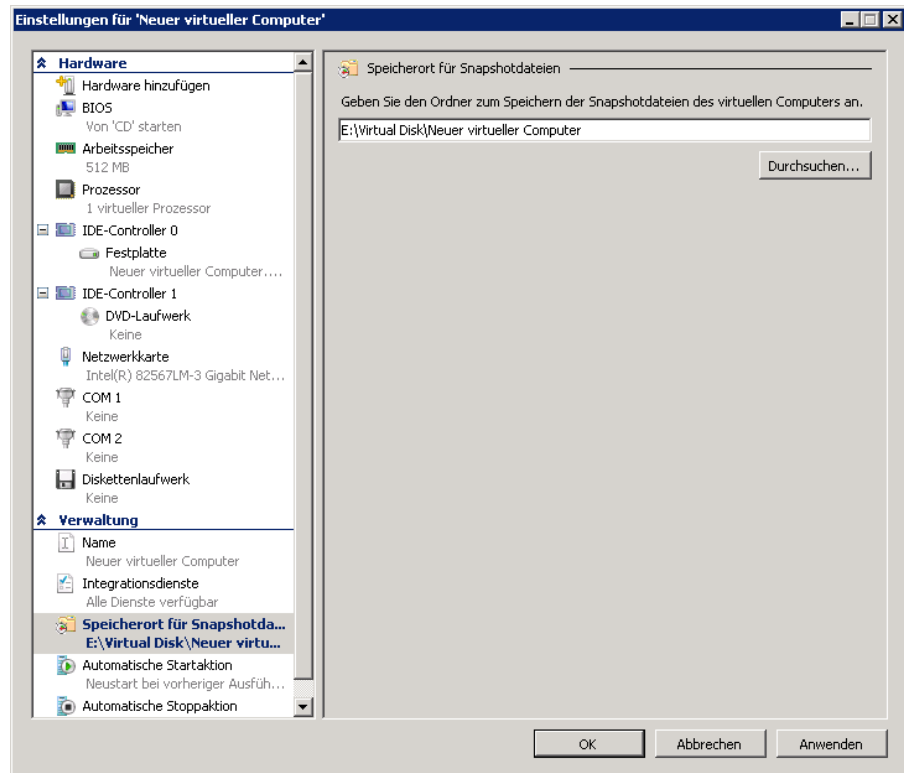 Einstellungen für 'Neuer virtueller Computer'
Hardware
Hardware hinzufügen
BIOS
Von 'CD' starten
Arbeitsspeicher
512 MB
Prozessor
1 virtueller Prozessor
IDE-Controller 0
Festplatte
Neuer virtueller Computer....
IDE-Controller 1
DVD-Laufwerk
Keine
Netzwerkkarte
Intel(R) 82567LM-3 Gigabit Net...
COM 1
Keine
COM 2
Keine
Diskettenlaufwerk
Keine
Verwaltung
Name
Neuer virtueller Computer
Integrationsdienste
Alle Dienste verfügbar
Speicherort für Snapshotda...
E:\Virtual Disk\Neuer virtu...
Automatische Startaktion
Neustart bei vorheriger Ausfüh...
Automatische Stoppaktion
Speicherort für Snapshotdateien
Geben Sie den Ordner zum Speichern der Snapshotdateien des virtuellen Computers an.
E:\Virtual Disk\Neuer virtueller Computer
Durchsuchen...
OK
Abbrechen
Anwenden